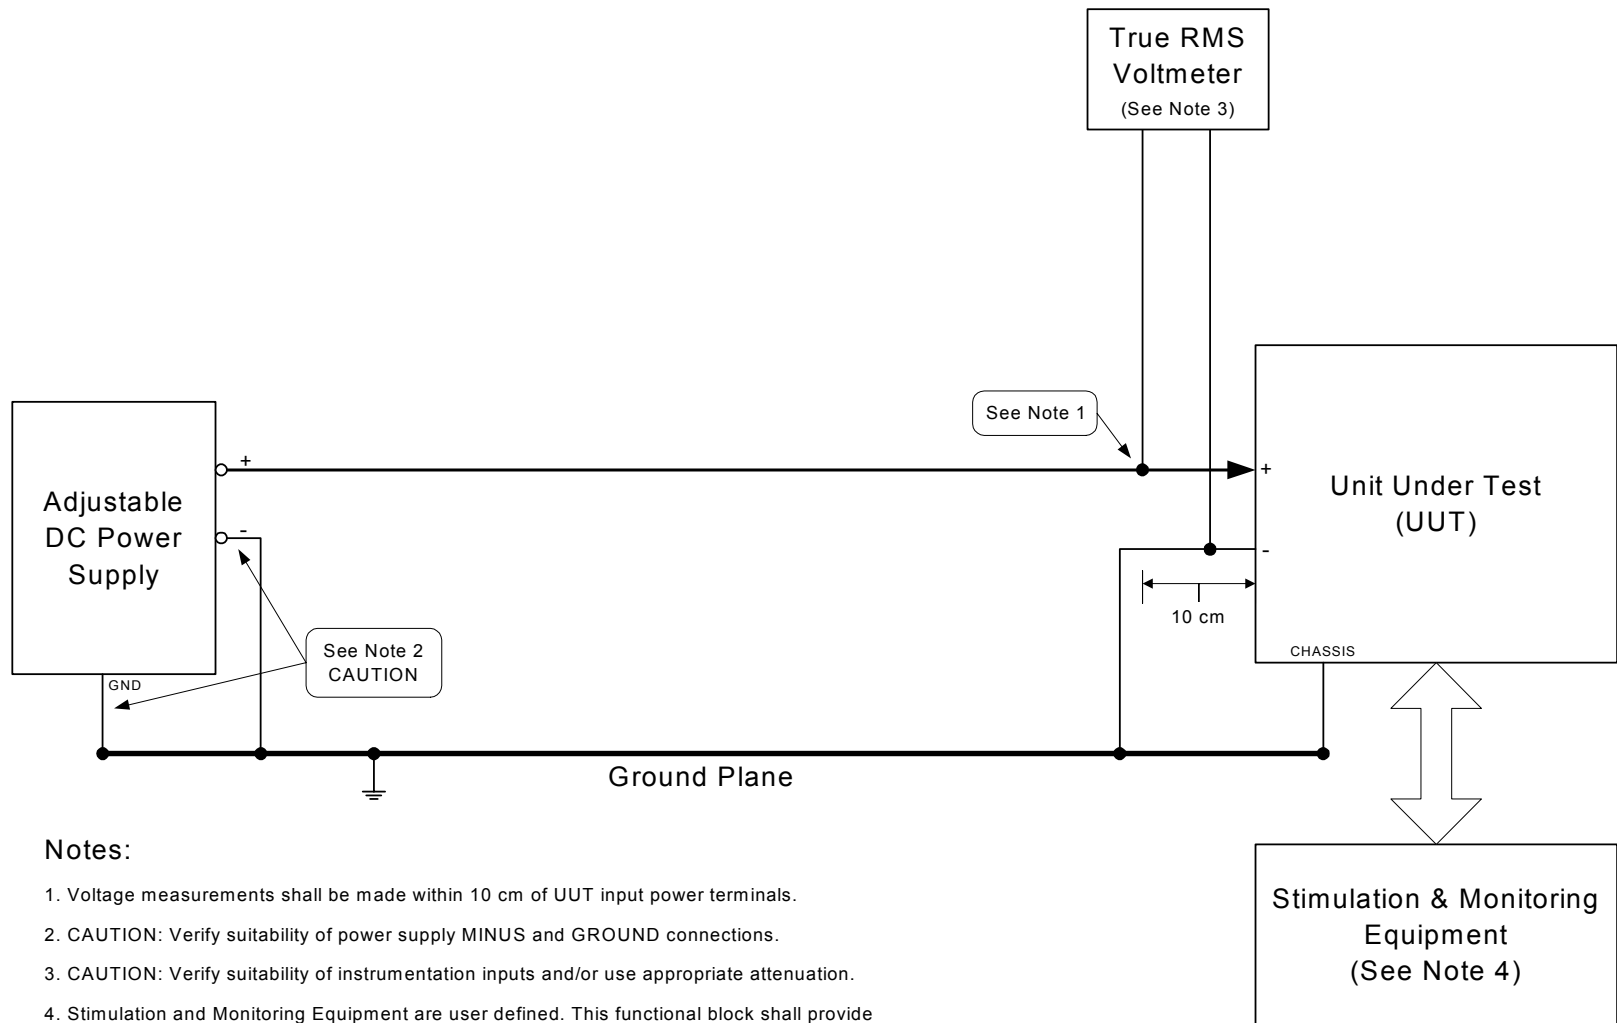 True RMS
Voltmeter
(See Note 3)
See Note 1
+
+
Adjustable
DC Power
Supply
-
Unit Under Test
(UUT)
-
10 cm
See Note 2
CAUTION
CHASSIS
GND
Ground Plane
Notes:
1. Voltage measurements shall be made within 10 cm of UUT input power terminals.
2. CAUTION: Verify suitability of power supply MINUS and GROUND connections.
3. CAUTION: Verify suitability of instrumentation inputs and/or use appropriate attenuation.
4. Stimulation and Monitoring Equipment are user defined. This functional block shall provide
Stimulation & Monitoring
Equipment
(See Note 4)